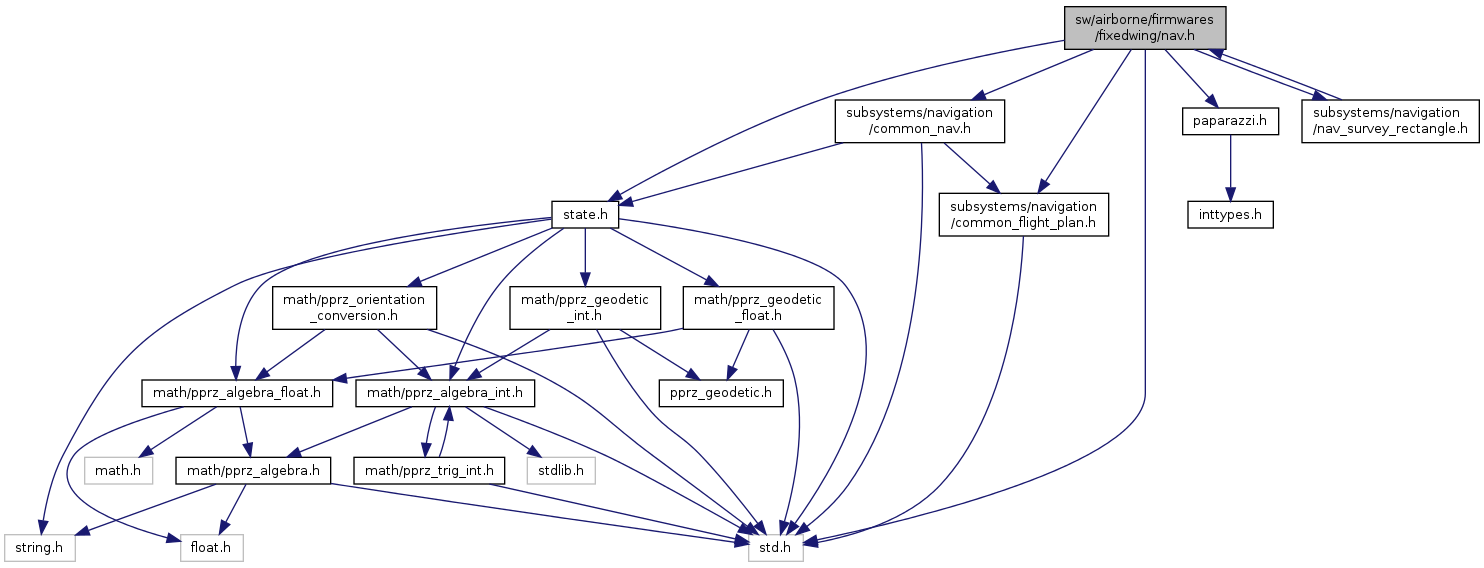 sw/airborne/firmwares
/fixedwing/nav.h
subsystems/navigation
/common_nav.h
paparazzi.h
subsystems/navigation
/nav_survey_rectangle.h
state.h
subsystems/navigation
/common_flight_plan.h
inttypes.h
math/pprz_orientation
_conversion.h
math/pprz_geodetic
_int.h
math/pprz_geodetic
_float.h
math/pprz_algebra_float.h
math/pprz_algebra_int.h
pprz_geodetic.h
math.h
math/pprz_algebra.h
math/pprz_trig_int.h
stdlib.h
string.h
float.h
std.h